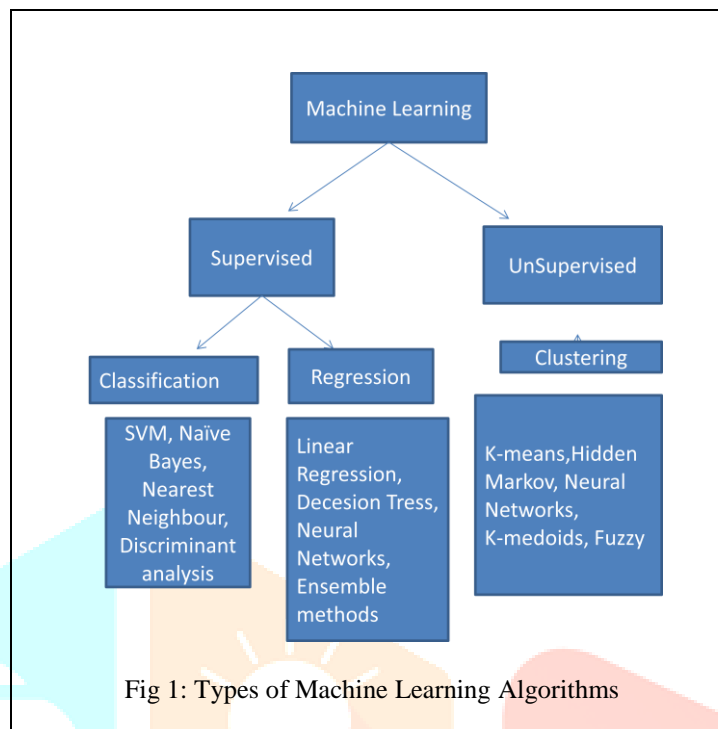 Machine Learning
Supervised
UnSupervised
Classification
Regression
Clustering
SVM, Naïve
Bayes,
Nearest
Neighbour,
Discriminant
analysis
Linear
Regression,
Decesion Tress,
Neural
Networks,
Ensemble
methods
K-means,Hidden
Markov, Neural
Networks,
K-medoids, Fuzzy
Fig 1: Types of Machine Learning Algorithms